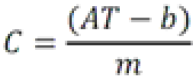 C = (AT − b) / m